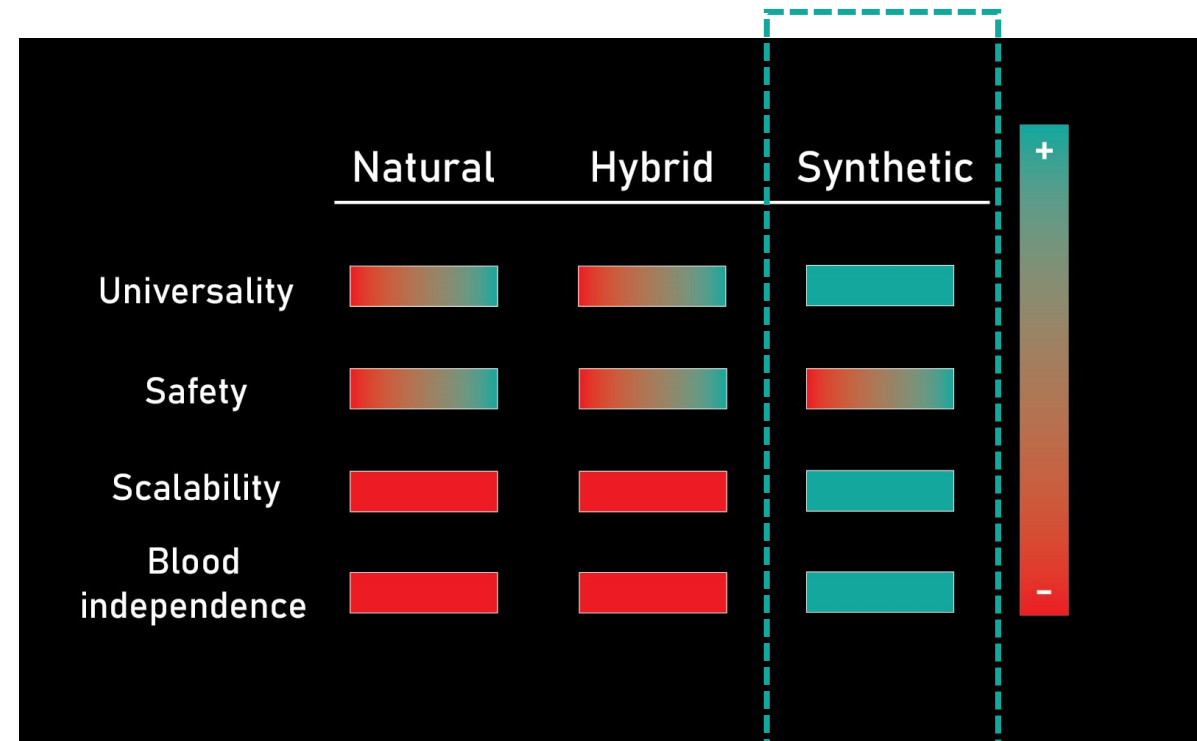 Natural Hybrid Synthetic
+
Universality
Safety
Scalability
Blood
independence
-